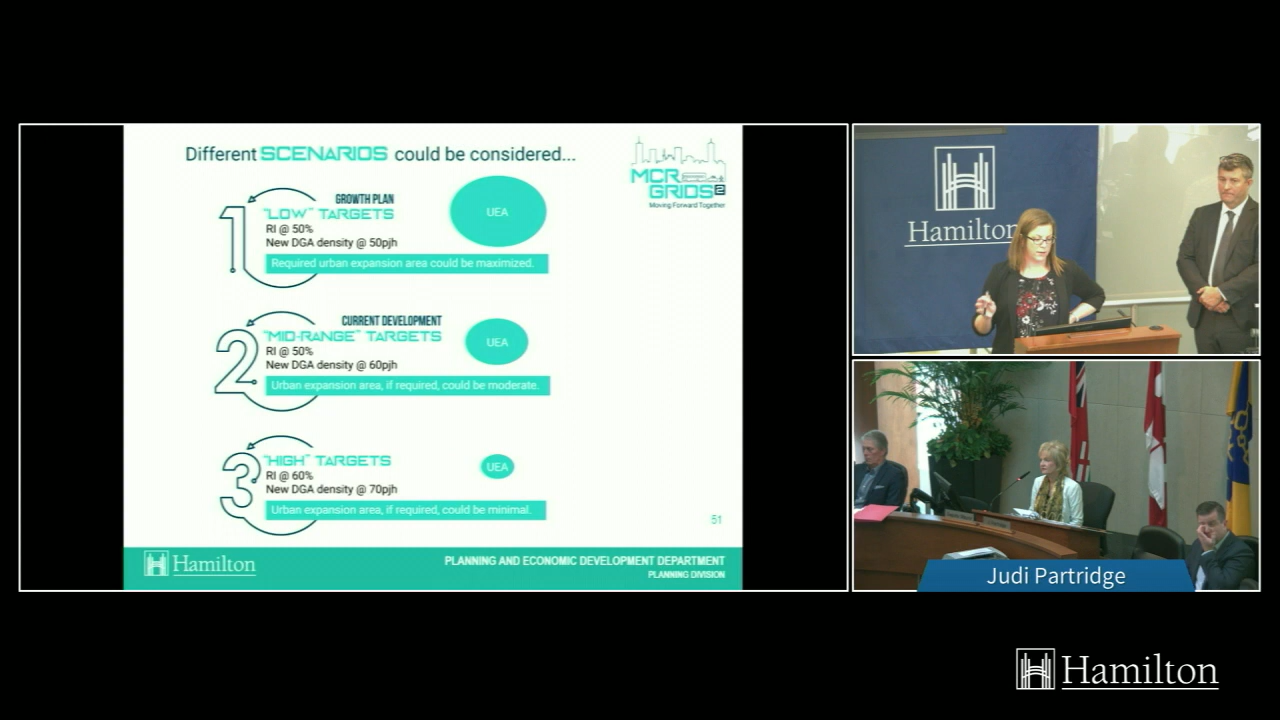 Different SCENARIOS could be considered...
MCR
GRIDS2
Moving Forward Together
1
GROWTH PLAN
"LOW" TARGETS
RI @ 50%
New DGA density @ 50pjh
Required urban expansion area could be maximized.
UEA
2
CURRENT DEVELOPMENT
"MID-RANGE" TARGETS
RI @ 50%
New DGA density @ 60pjh
Urban expansion area, if required, could be moderate.
UEA
3
"HIGH" TARGETS
RI @ 60%
New DGA density @ 70pjh
Urban expansion area, if required, could be minimal.
UEA
51
Hamilton
PLANNING AND ECONOMIC DEVELOPMENT DEPARTMENT
PLANNING DIVISION
Hamilton
Judi Partridge
Hamilton